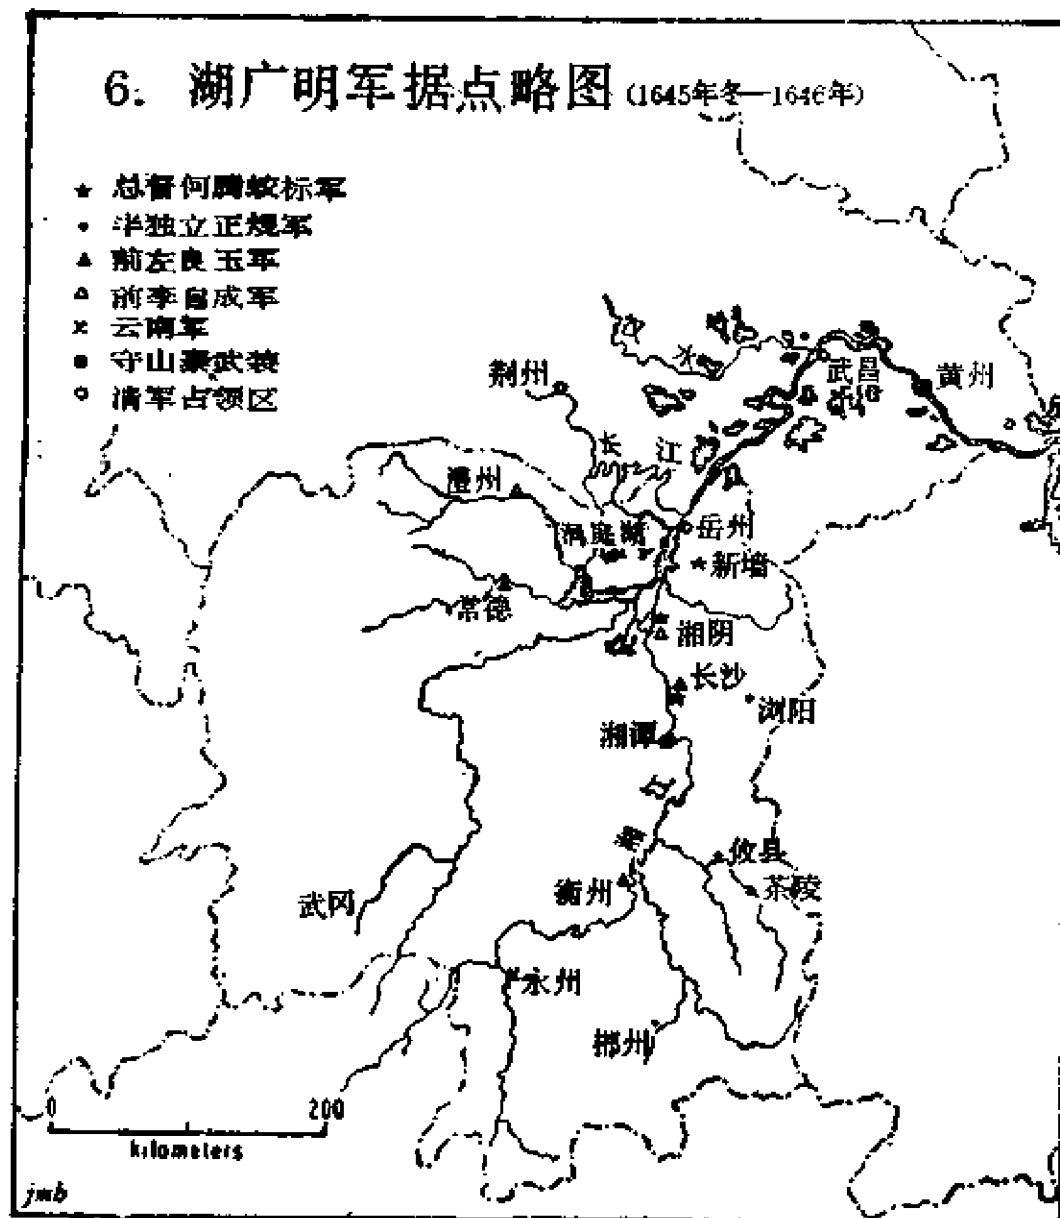 6. 湖广明军据点略图 (1645年冬—1646年)
总督何腾蛟标军
半独立正规军
前左良玉军
前李自成军
云南军
守山寨武装
清军占领区
汉水
荆州
武昌
黄州
长江
澧州
洞庭湖
岳州
新墙
常德
湘阴
长沙
浏阳
湘潭
湘江
攸县
茶陵
衡州
武冈
永州
郴州
0 200
kilometers
jmb